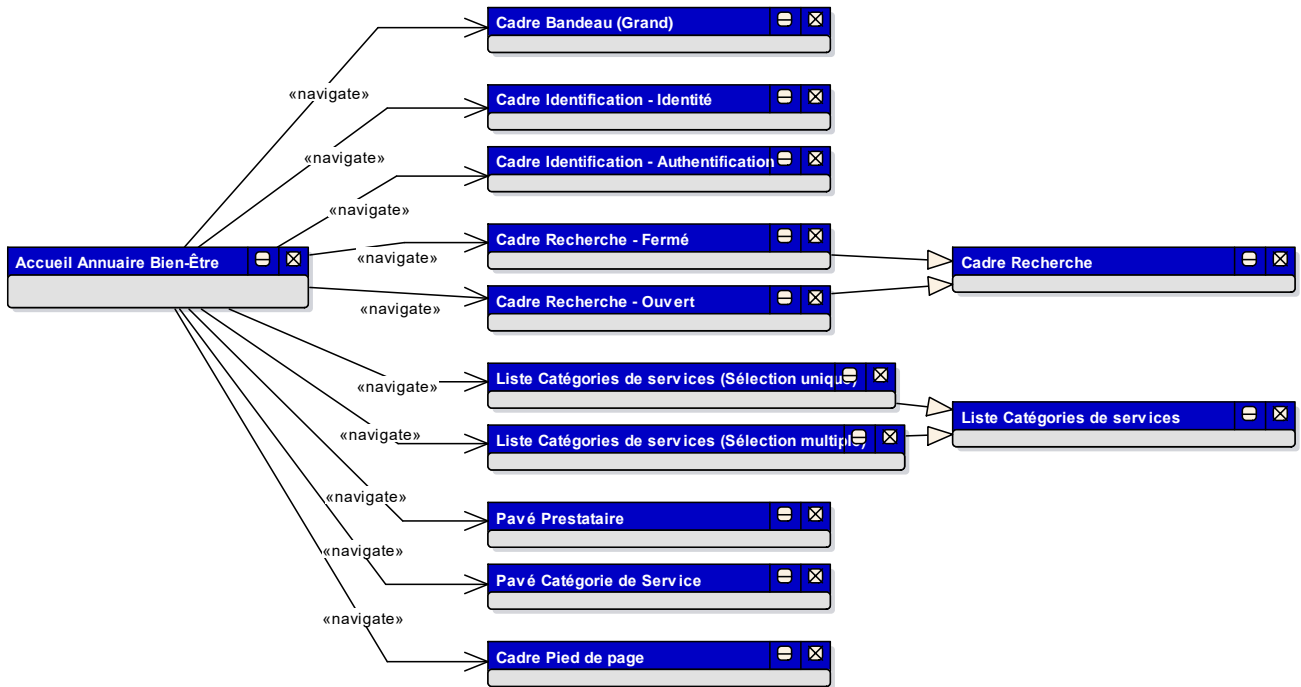 Cadre Bandeau (Grand)
«navigate»
Cadre Identification - Identité
«navigate»
Cadre Identification - Authentification
«navigate»
Cadre Recherche - Fermé
«navigate»
Accueil Annuaire Bien-Être
Cadre Recherche
Cadre Recherche - Ouvert
«navigate»
Liste Catégories de services (Sélection unique)
«navigate»
Liste Catégories de services
Liste Catégories de services (Sélection multiple)
«navigate»
Pavé Prestataire
«navigate»
Pavé Catégorie de Service
«navigate»
Cadre Pied de page
«navigate»